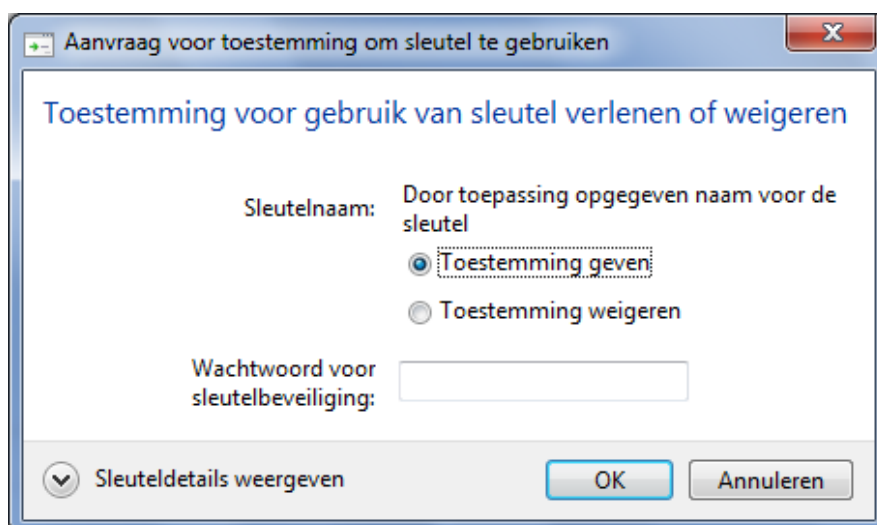 Aanvraag voor toestemming om sleutel te gebruiken
Toestemming voor gebruik van sleutel verlenen of weigeren
Sleutelnaam:
Door toepassing opgegeven naam voor de
sleutel
Toestemming geven
Toestemming weigeren
Wachtwoord voor
sleutelbeveiliging:
Sleuteldetails weergeven
OK
Annuleren